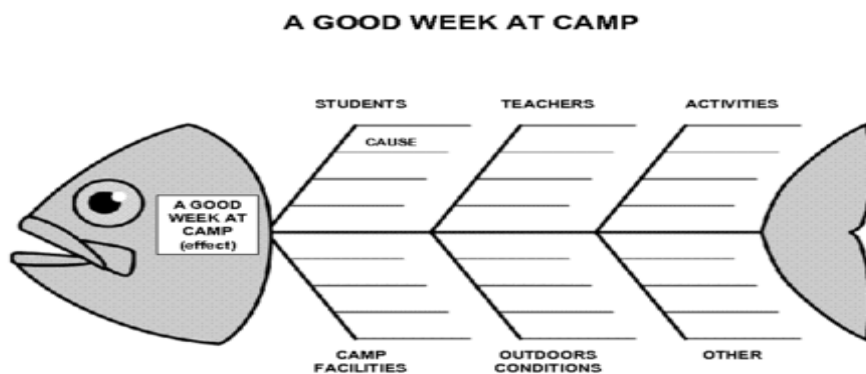 A GOOD WEEK AT CAMP
STUDENTS
TEACHERS
ACTIVITIES
CAUSE
A GOOD
WEEK AT
CAMP
(effect)
CAMP
FACILITIES
OUTDOORS
CONDITIONS
OTHER